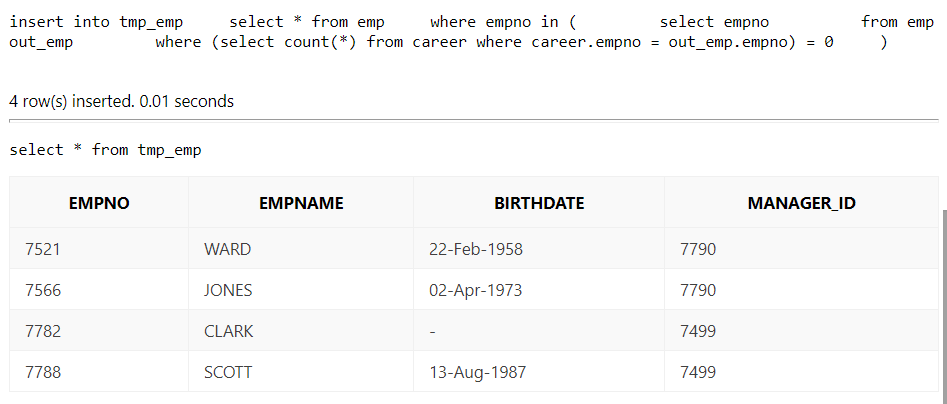 insert into tmp_emp     select * from emp     where empno in (         select empno          from emp
out_emp         where (select count(*) from career where career.empno = out_emp.empno) = 0     )
4 row(s) inserted. 0.01 seconds
select * from tmp_emp
EMPNO EMPNAME BIRTHDATE MANAGER_ID
7521 WARD 22-Feb-1958 7790
7566 JONES 02-Apr-1973 7790
7782 CLARK - 7499
7788 SCOTT 13-Aug-1987 7499